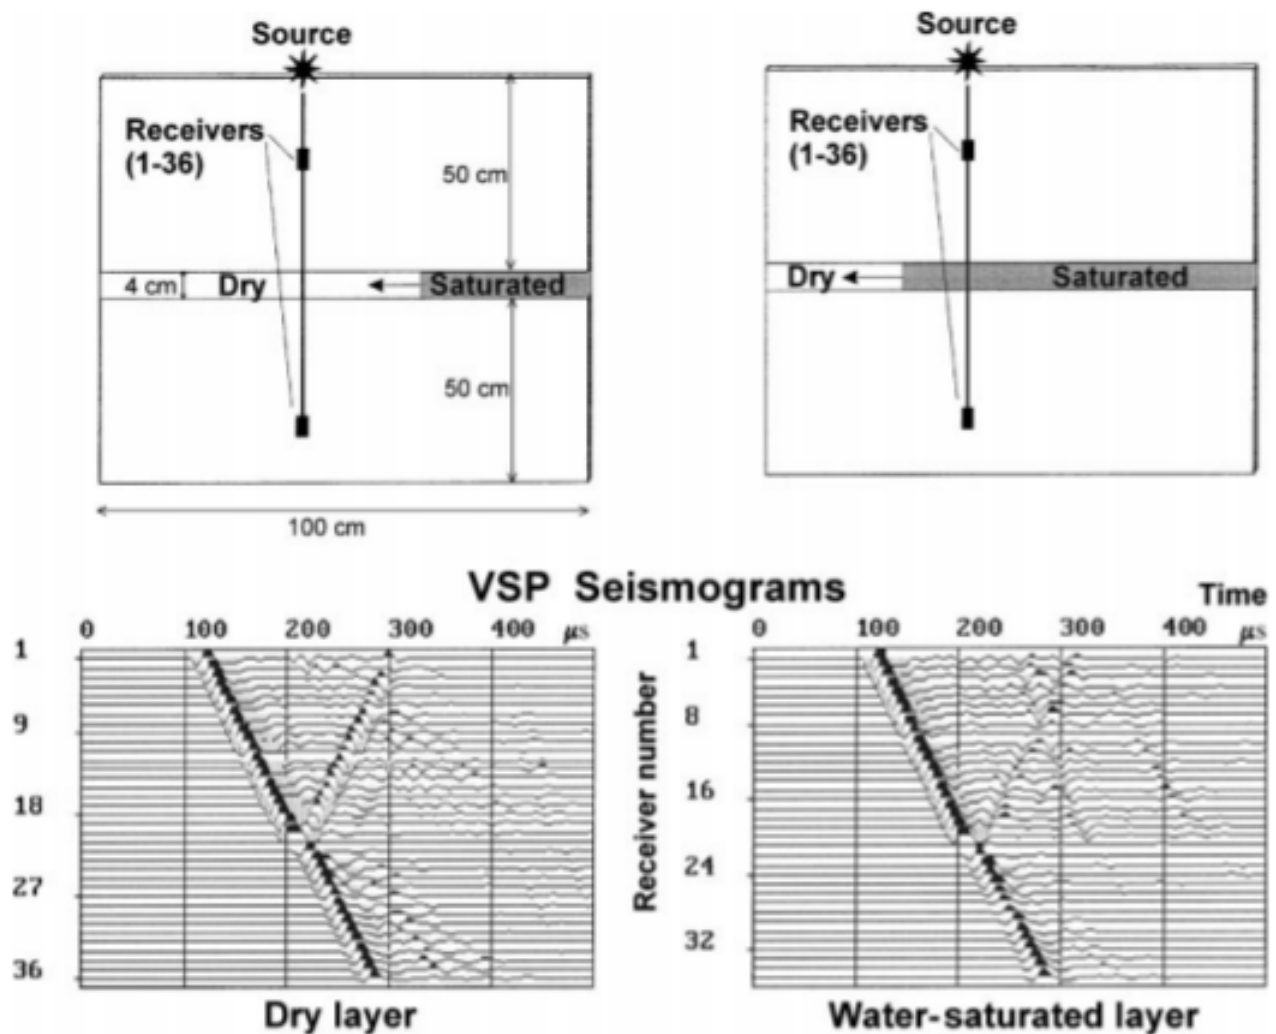 Source
Receivers
(1-36)
50 cm
4 cm
Dry
Saturated
50 cm
100 cm
Source
Receivers
(1-36)
Dry
Saturated
VSP Seismograms
Time
0 100 200 300 400 µs
1
9
18
27
36
Dry layer
0 100 200 300 400 µs
Receiver number
1
8
16
24
32
Water-saturated layer